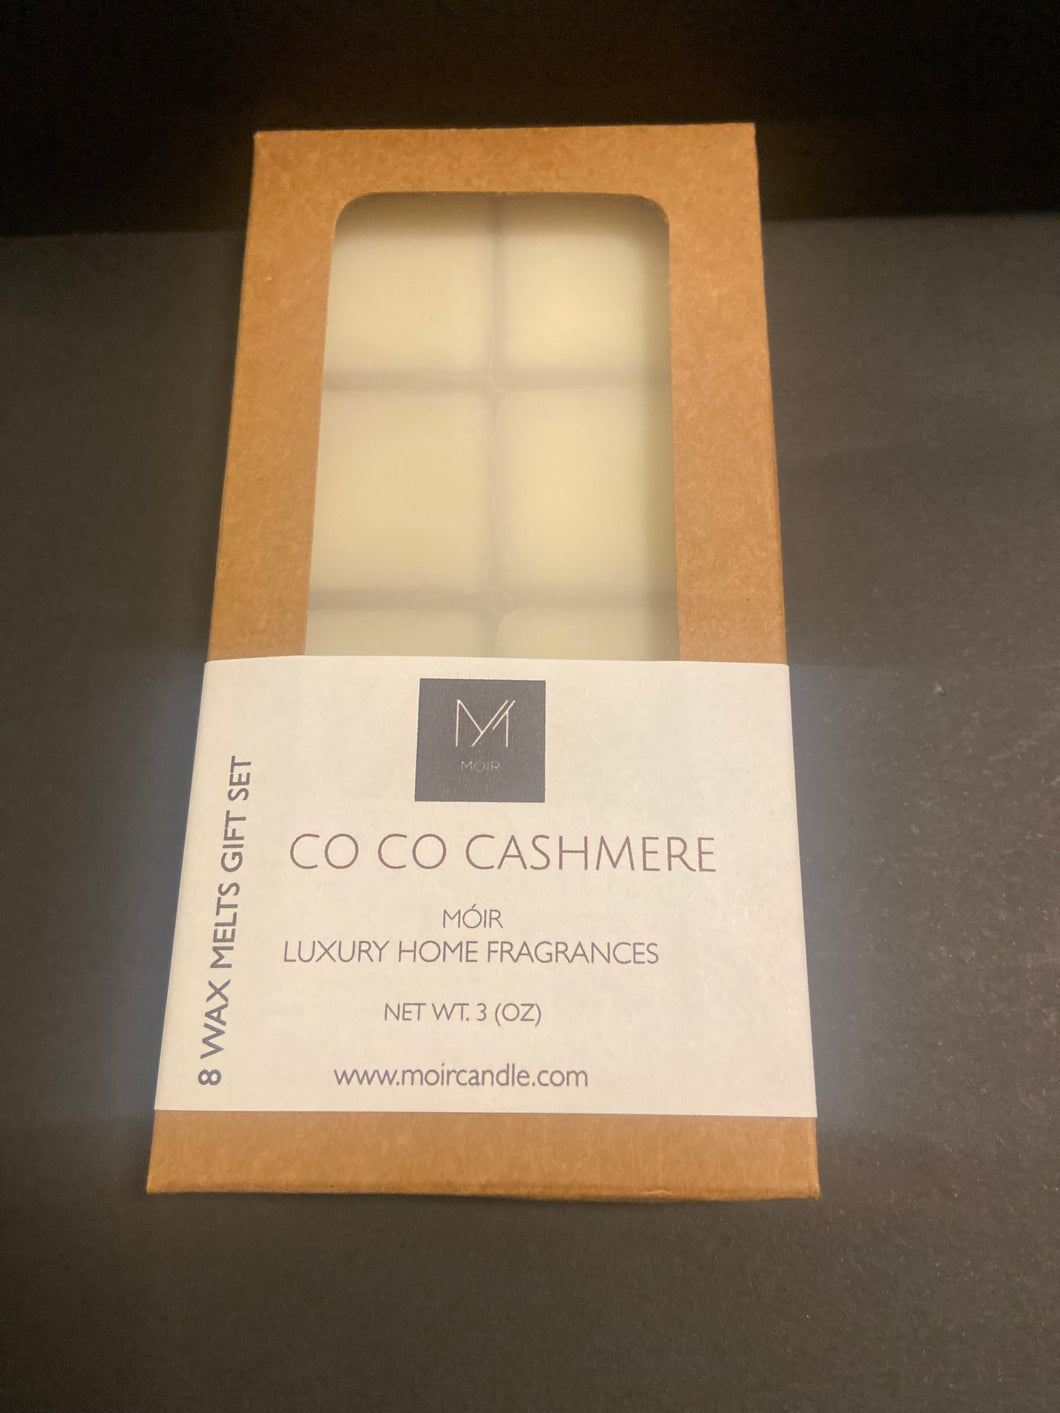 MÓIR
CO CO CASHMERE
MÓIR
LUXURY HOME FRAGRANCES
NET WT. 3 (OZ)
www.moircandle.com
8 WAX MELTS GIFT SET